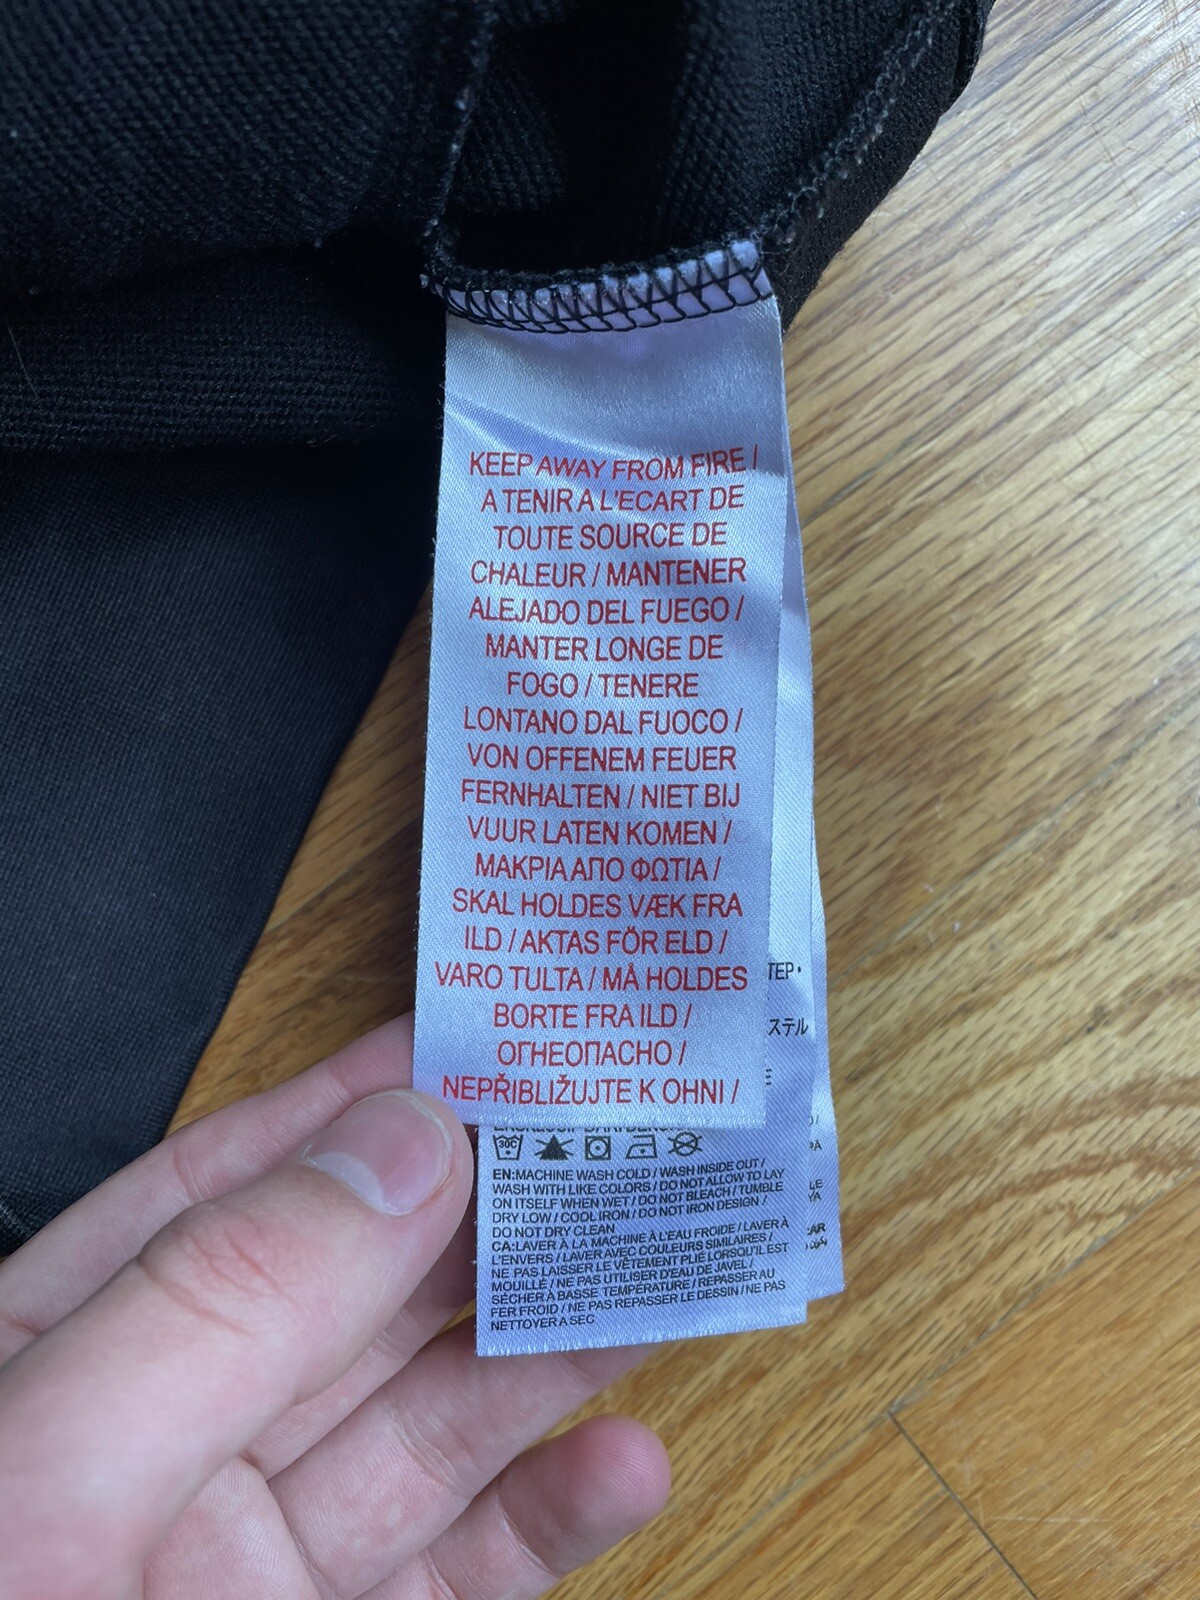 KEEP AWAY FROM FIRE /
A TENIR A L'ECART DE
TOUTE SOURCE DE
CHALEUR / MANTENER
ALEJADO DEL FUEGO /
MANTER LONGE DE
FOGO / TENERE
LONTANO DAL FUOCO /
VON OFFENEM FEUER
FERNHALTEN / NIET BIJ
VUUR LATEN KOMEN /
ΜΑΚΡΙΑ ΑΠΟ ΦΩΤΙΑ /
SKAL HOLDES VÆK FRA
ILD / AKTAS FÖR ELD /
VARO TULTA / MÅ HOLDES
BORTE FRA ILD /
ОГНЕОПАСНО /
NEPŘIBLIŽUJTE K OHNI /
30C
EN:MACHINE WASH COLD / WASH INSIDE OUT /
WASH WITH LIKE COLORS / DO NOT ALLOW TO LAY
ON ITSELF WHEN WET / DO NOT BLEACH / TUMBLE
DRY LOW / COOL IRON / DO NOT IRON DESIGN /
DO NOT DRY CLEAN
CA:LAVER À LA MACHINE À L'EAU FROIDE / LAVER À
L'ENVERS / LAVER AVEC COULEURS SIMILAIRES /
NE PAS LAISSER LE VÊTEMENT PLIÉ LORSQU'IL EST
MOUILLÉ / NE PAS UTILISER D'EAU DE JAVEL /
SÉCHER À BASSE TEMPÉRATURE / REPASSER AU
FER FROID / NE PAS REPASSER LE DESSIN / NE PAS
NETTOYER A SEC
TEP •
ステル